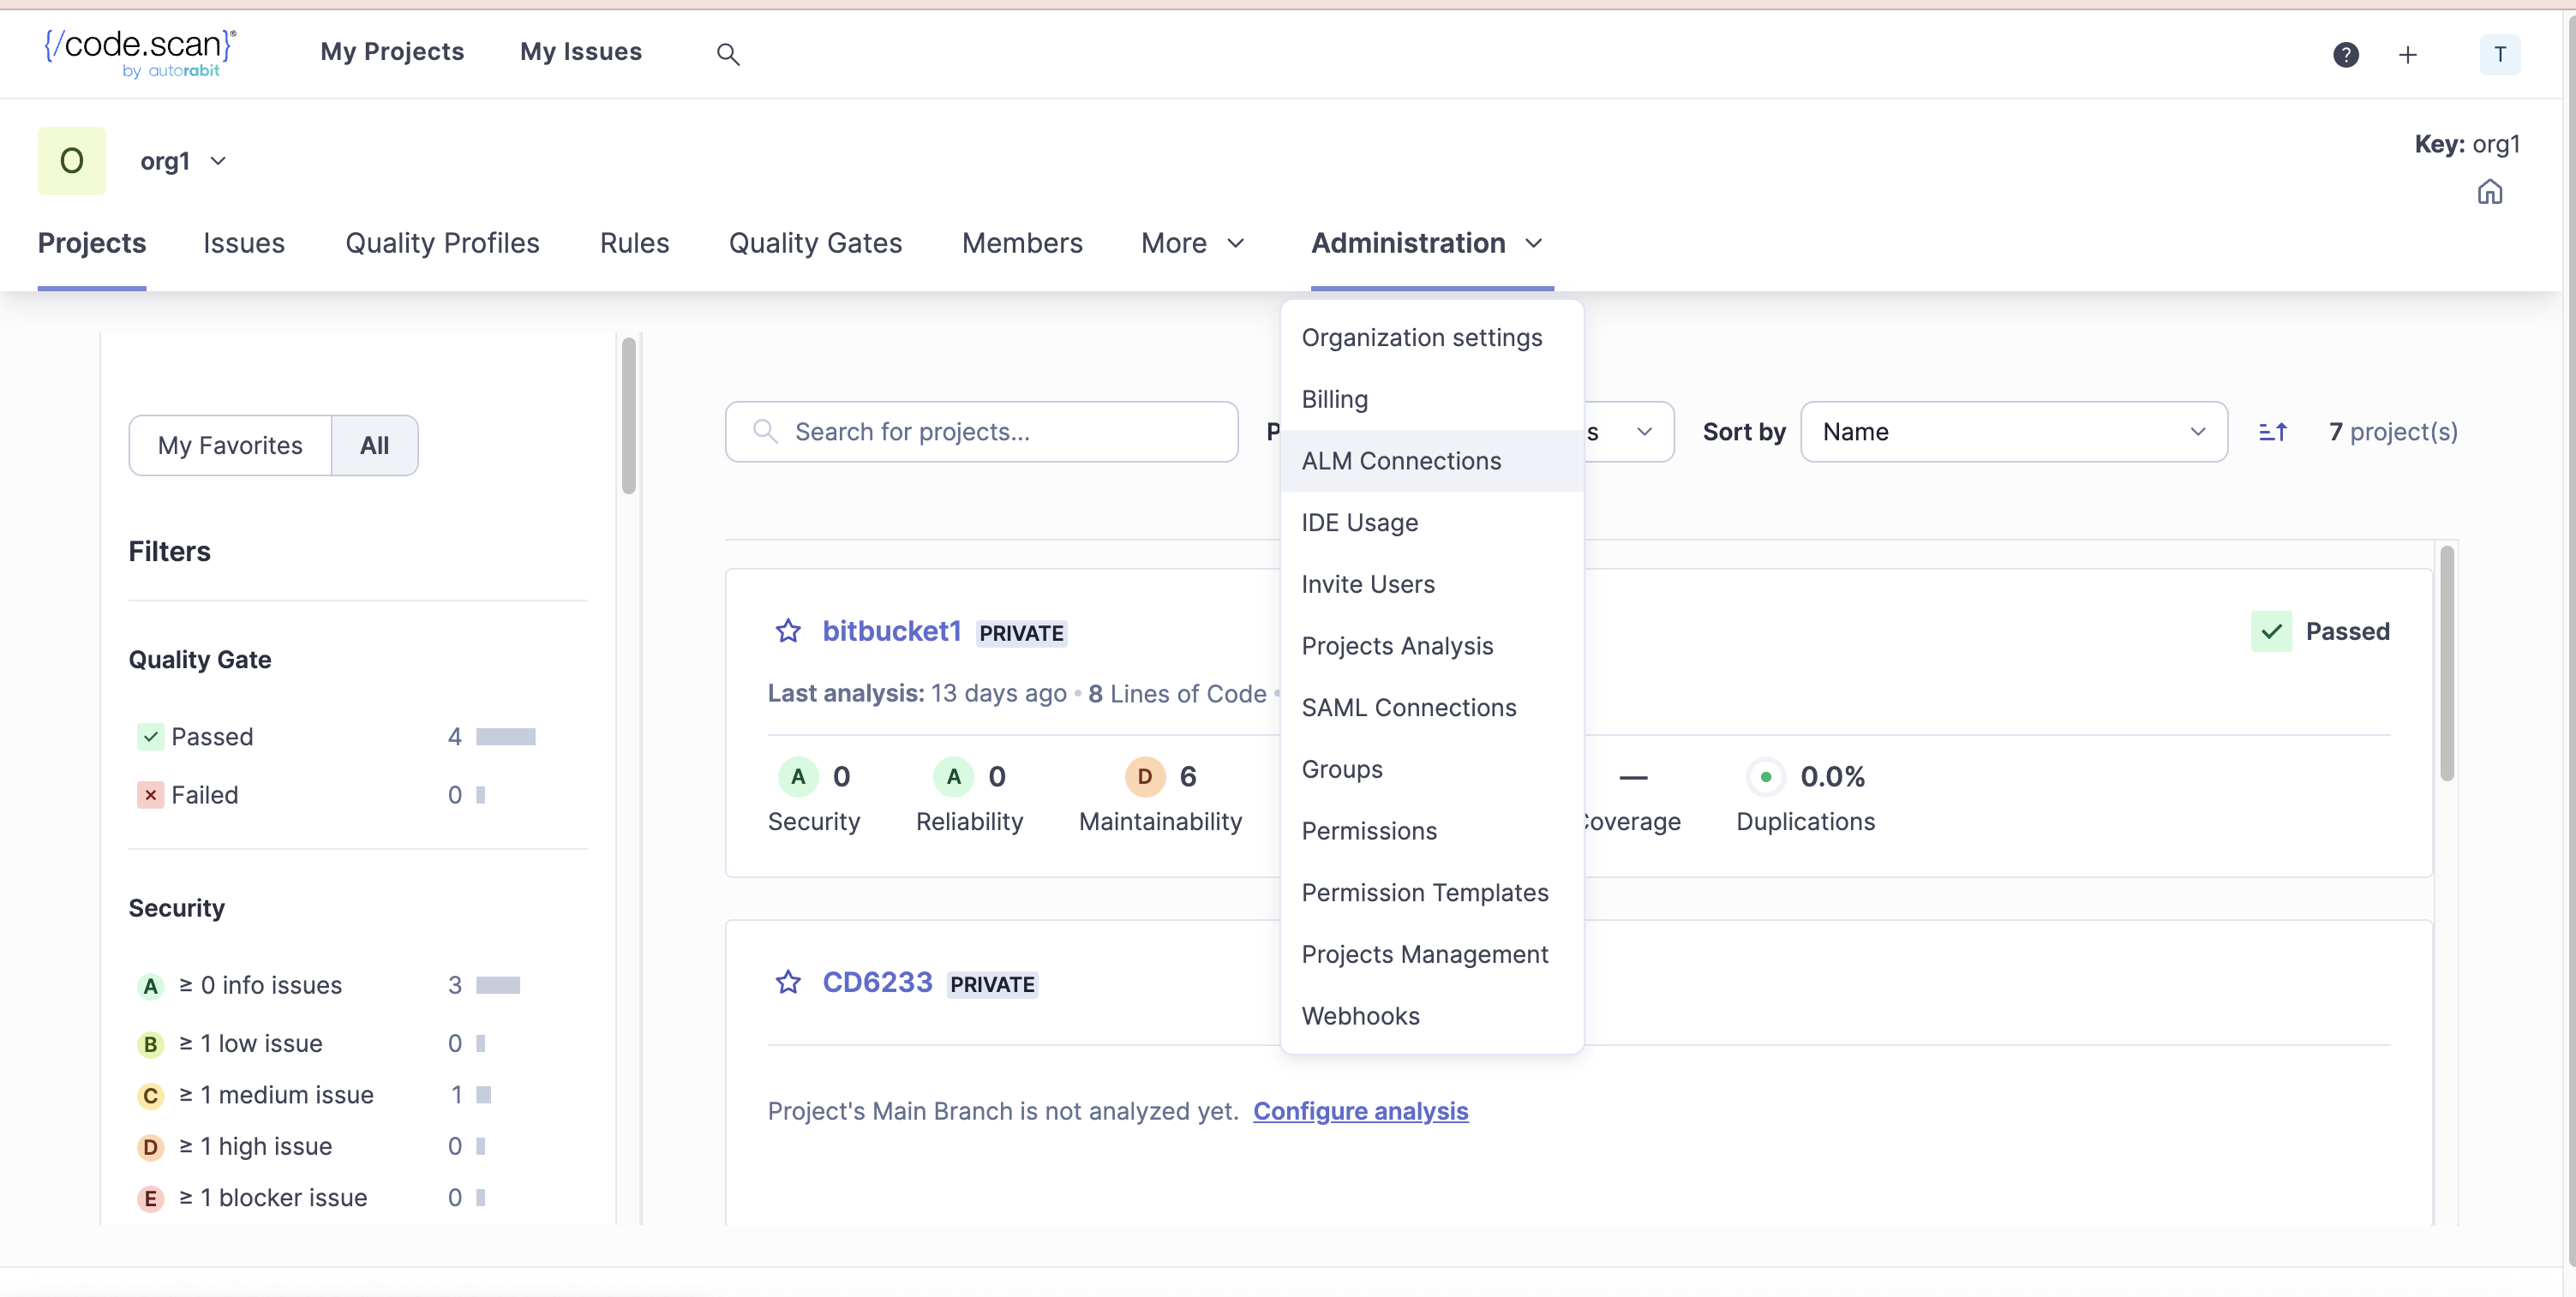 {/code.scan}®
by autorabit
My Projects
My Issues
?
T
O
org1
Key: org1
Projects
Issues
Quality Profiles
Rules
Quality Gates
Members
More
Administration
Organization settings
Billing
ALM Connections
IDE Usage
Invite Users
Projects Analysis
SAML Connections
Groups
Permissions
Permission Templates
Projects Management
Webhooks
My Favorites
All
Filters
Quality Gate
Passed 4
Failed 0
Security
A ≥ 0 info issues 3
B ≥ 1 low issue 0
C ≥ 1 medium issue 1
D ≥ 1 high issue 0
E ≥ 1 blocker issue 0
Search for projects...
Sort by
Name
7 project(s)
bitbucket1 PRIVATE
Passed
Last analysis: 13 days ago • 8 Lines of Code •
A 0
Security
A 0
Reliability
D 6
Maintainability
—
Coverage
0.0%
Duplications
CD6233 PRIVATE
Project's Main Branch is not analyzed yet. Configure analysis